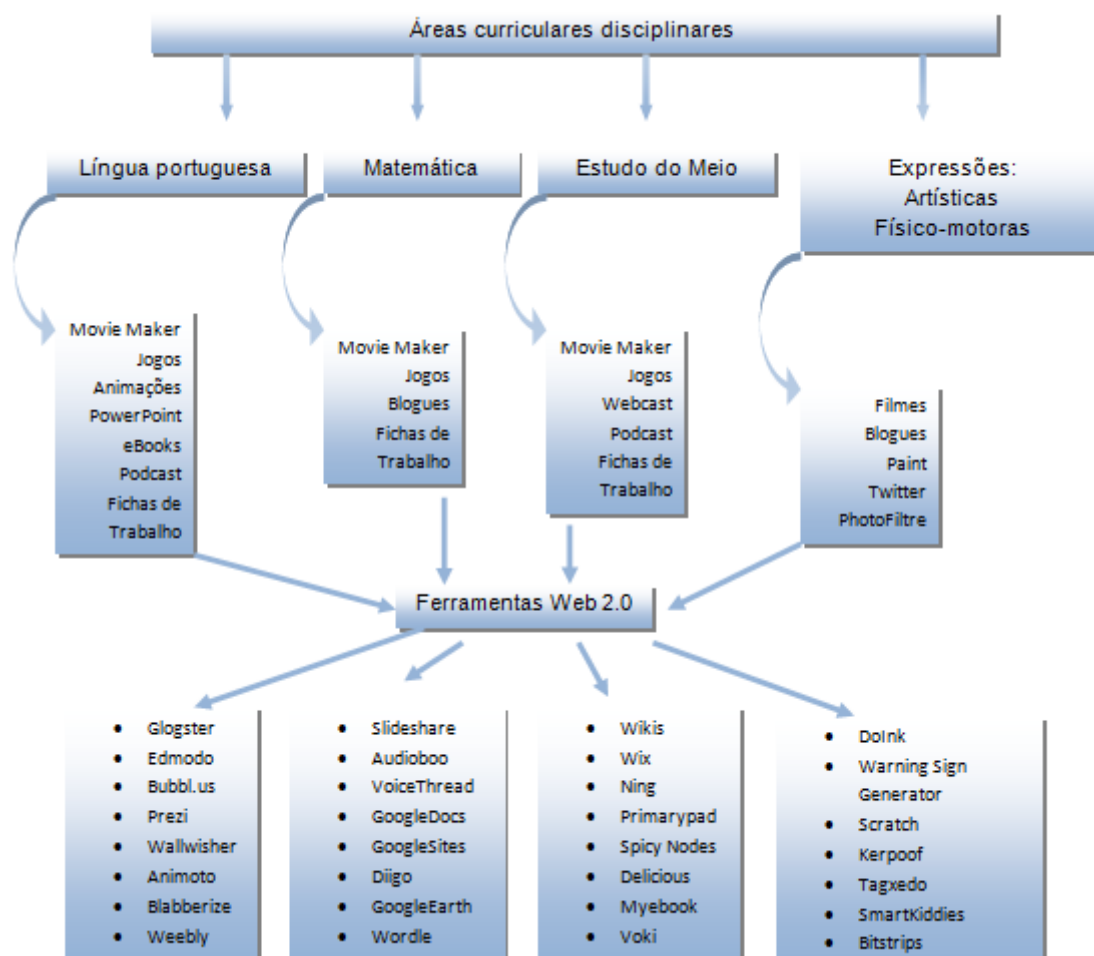 Áreas curriculares disciplinares
Língua portuguesa
Matemática
Estudo do Meio
Expressões:
Artísticas
Físico-motoras
Movie Maker
Jogos
Animações
PowerPoint
eBooks
Podcast
Fichas de
Trabalho
Movie Maker
Jogos
Blogues
Fichas de
Trabalho
Movie Maker
Jogos
Webcast
Podcast
Fichas de
Trabalho
Filmes
Blogues
Paint
Twitter
PhotoFiltre
Ferramentas Web 2.0
• Glogster
• Edmodo
• Bubbl.us
• Prezi
• Wallwisher
• Animoto
• Blabberize
• Weebly
• Slideshare
• Audioboo
• VoiceThread
• GoogleDocs
• GoogleSites
• Diigo
• GoogleEarth
• Wordle
• Wikis
• Wix
• Ning
• Primarypad
• Spicy Nodes
• Delicious
• Myebook
• Voki
• DoInk
• Warning Sign
Generator
• Scratch
• Kerpoof
• Tagxedo
• SmartKiddies
• Bitstrips